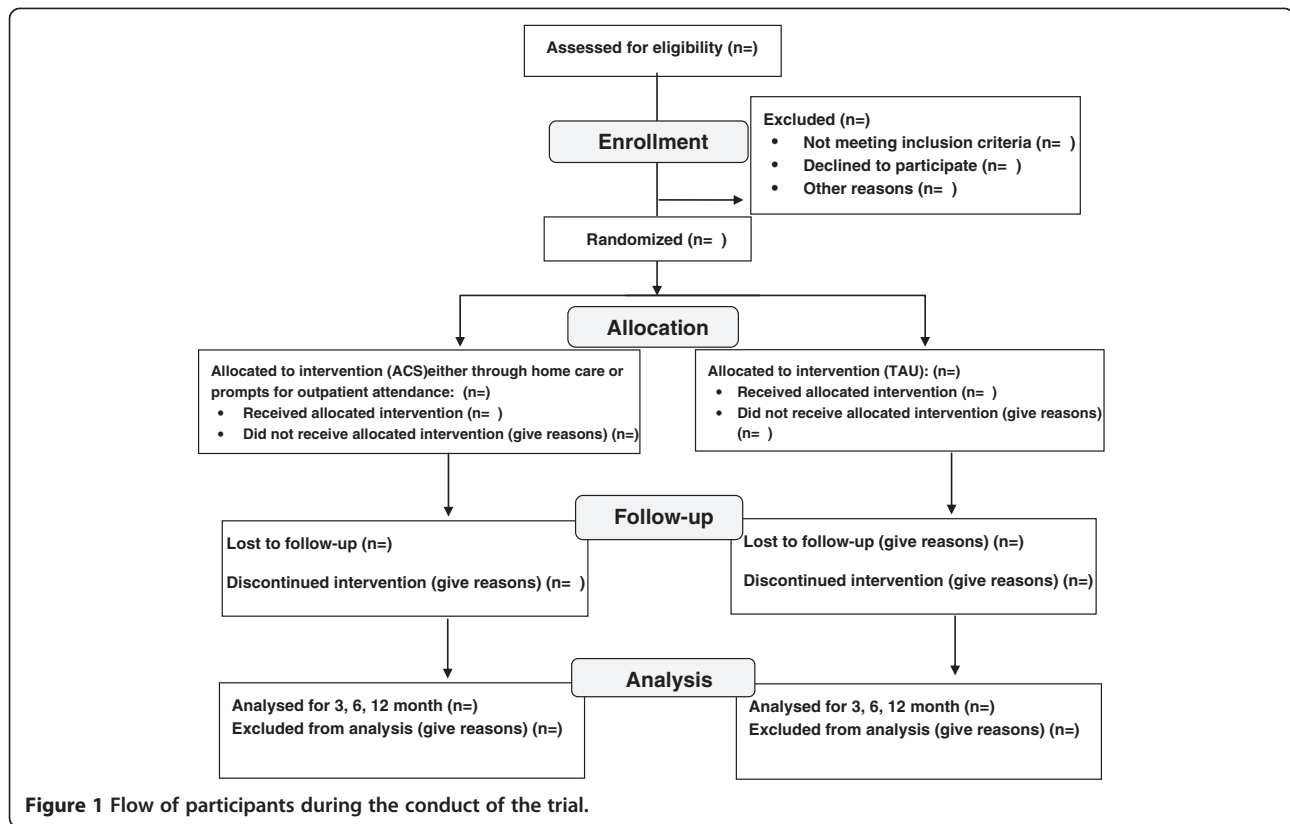 Assessed for eligibility (n=)
Enrollment
Excluded (n=)
• Not meeting inclusion criteria (n= )
• Declined to participate (n= )
• Other reasons (n= )
Randomized (n= )
Allocation
Allocated to intervention (ACS)either through home care or
prompts for outpatient attendance: (n=)
• Received allocated intervention (n= )
• Did not receive allocated intervention (give reasons) (n=)
Allocated to intervention (TAU): (n=)
• Received allocated intervention (n= )
• Did not receive allocated intervention (give reasons)
(n= )
Follow-up
Lost to follow-up (n=)
Discontinued intervention (give reasons) (n= )
Lost to follow-up (give reasons) (n=)
Discontinued intervention (give reasons) (n=)
Analysis
Analysed for 3, 6, 12 month (n=)
Excluded from analysis (give reasons) (n=)
Analysed for 3, 6, 12 month (n=)
Excluded from analysis (give reasons) (n=)
Figure 1 Flow of participants during the conduct of the trial.